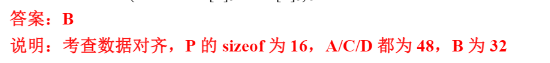 答案：B
说明：考查数据对齐，P 的 sizeof 为 16，A/C/D 都为 48，B 为 32